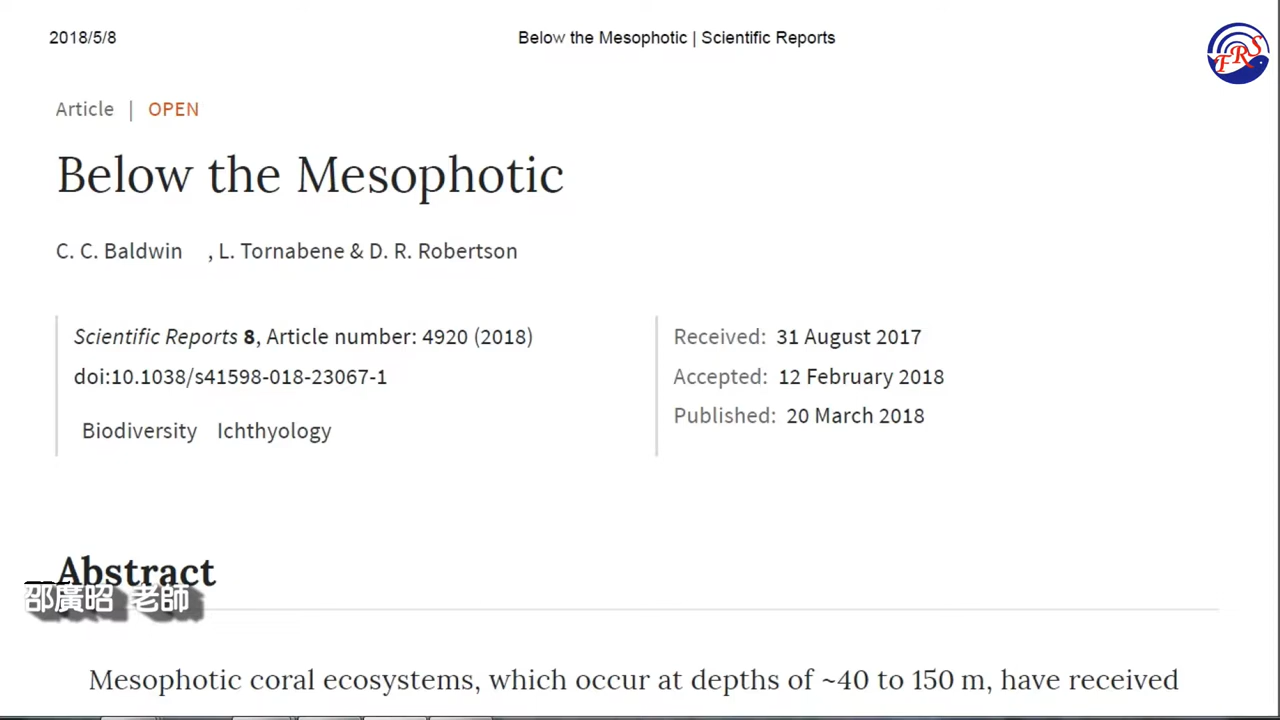 2018/5/8
Below the Mesophotic | Scientific Reports
FRS
Article | OPEN
Below the Mesophotic
C. C. Baldwin , L. Tornabene & D. R. Robertson
Scientific Reports 8, Article number: 4920 (2018)
doi:10.1038/s41598-018-23067-1
Biodiversity Ichthyology
Received: 31 August 2017
Accepted: 12 February 2018
Published: 20 March 2018
Abstract
邵廣昭 老師
Mesophotic coral ecosystems, which occur at depths of ~40 to 150 m, have received